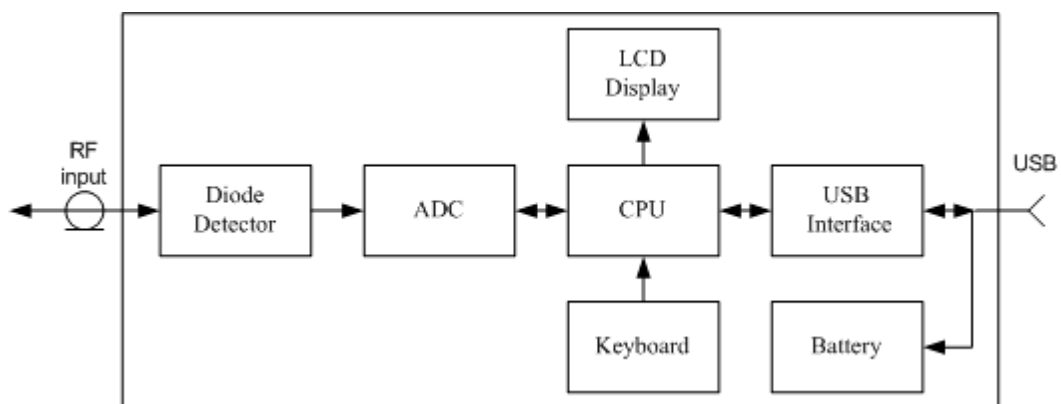 LCD
Display
RF
input
USB
Diode
Detector
ADC
CPU
USB
Interface
Keyboard
Battery